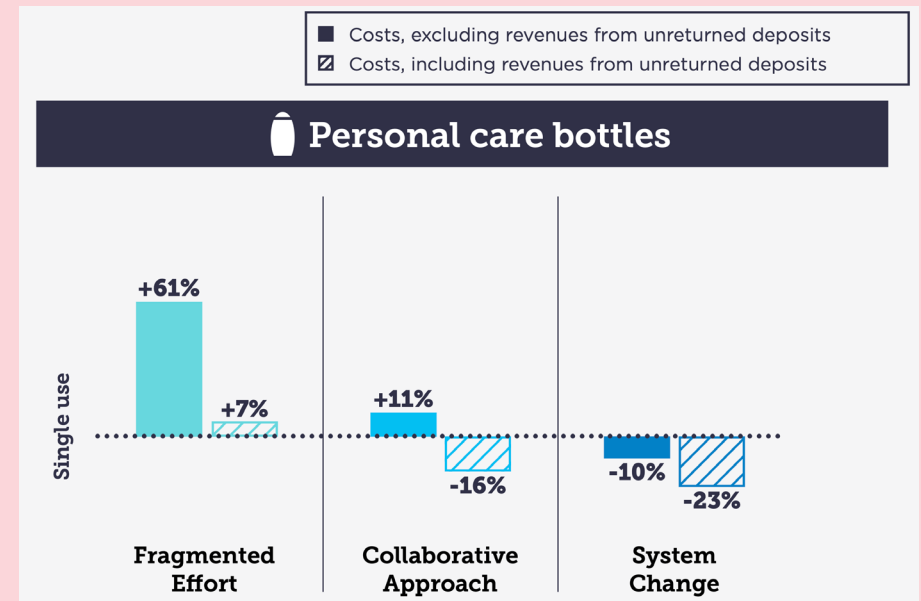 Costs, excluding revenues from unreturned deposits
Costs, including revenues from unreturned deposits
Personal care bottles
Single use
+61%
+7%
+11%
-16%
-10%
-23%
Fragmented
Effort
Collaborative
Approach
System
Change